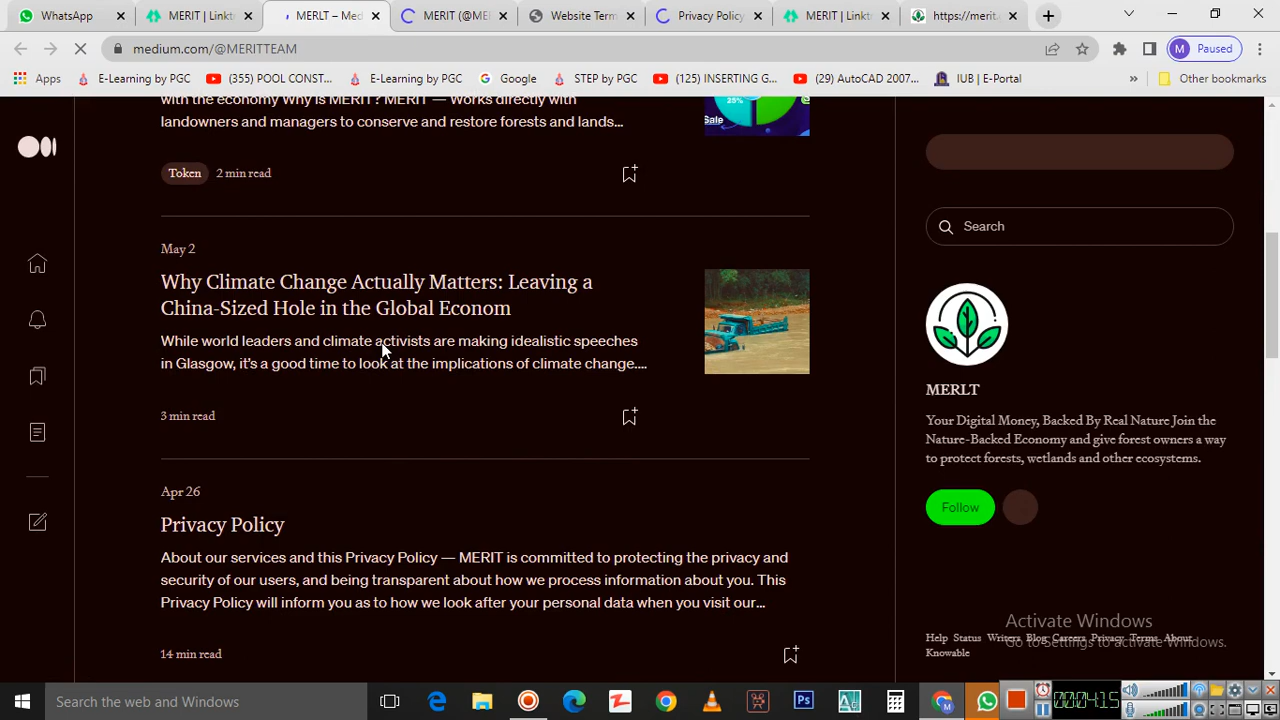 WhatsApp
MERIT | Linktr
MERLT – Med
MERIT (@ME
Website Term
Privacy Policy
MERIT | Linktr
https://merit.
medium.com/@MERITTEAM
M Paused
Apps
E-Learning by PGC
(355) POOL CONST...
E-Learning by PGC
Google
STEP by PGC
(125) INSERTING G...
(29) AutoCAD 2007...
IUB | E-Portal
»
Other bookmarks
with the economy Why is MERIT ? MERIT — Works directly with
landowners and managers to conserve and restore forests and lands...
25%
Sale
Token 2 min read
May 2
Why Climate Change Actually Matters: Leaving a
China-Sized Hole in the Global Econom
While world leaders and climate activists are making idealistic speeches
in Glasgow, it's a good time to look at the implications of climate change....
3 min read
Apr 26
Privacy Policy
About our services and this Privacy Policy — MERIT is committed to protecting the privacy and
security of our users, and being transparent about how we process information about you. This
Privacy Policy will inform you as to how we look after your personal data when you visit our...
14 min read
Search
MERLT
Your Digital Money, Backed By Real Nature Join the
Nature-Backed Economy and give forest owners a way
to protect forests, wetlands and other ecosystems.
Follow
Activate Windows
Go to Settings to activate Windows.
Help Status Writers Blog Careers Privacy Terms About
Knowable
Search the web and Windows
Ps
00:04:15